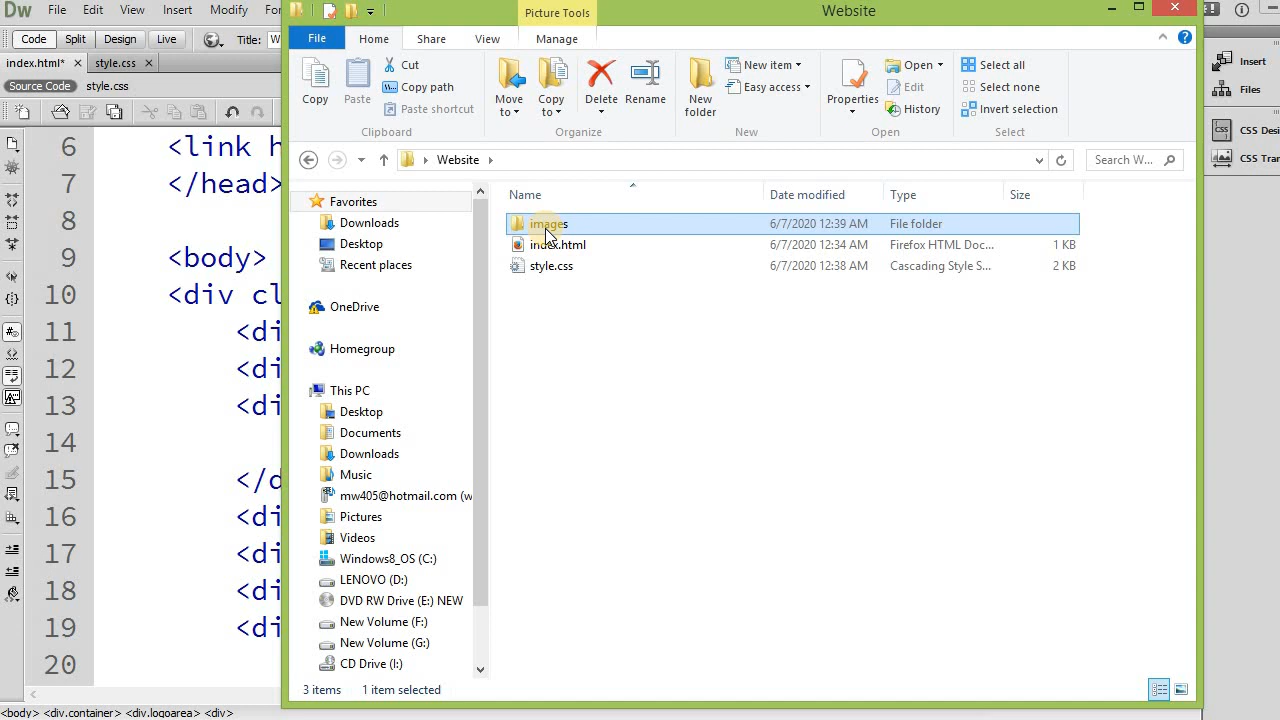 Dw File Edit View Insert Modify
Picture Tools
Website
Code Split Design Live Title: W
File Home Share View Manage
index.html* × style.css ×
Source Code style.css
Copy
Paste
Cut
Copy path
Paste shortcut
Clipboard
Move to
Copy to
Delete
Rename
Organize
New folder
New item
Easy access
New
Properties
Open
Edit
History
Open
Select all
Select none
Invert selection
Select
Website
Search W...
Insert
Files
CSS Des
CSS Tran
Name Date modified Type Size
images 6/7/2020 12:39 AM File folder
index.html 6/7/2020 12:34 AM Firefox HTML Doc... 1 KB
style.css 6/7/2020 12:38 AM Cascading Style S... 2 KB
Favorites
Downloads
Desktop
Recent places
OneDrive
Homegroup
This PC
Desktop
Documents
Downloads
Music
mw405@hotmail.com (w
Pictures
Videos
Windows8_OS (C:)
LENOVO (D:)
DVD RW Drive (E:) NEW
New Volume (F:)
New Volume (G:)
CD Drive (I:)
3 items 1 item selected
6 <link h
7 </head>
8
9 <body>
10 <div cl
11 <di
12 <di
13 <di
14
15 </d
16 <di
17 <di
18 <di
19 <di
20
<body> <div.container> <div.logoarea> <div>